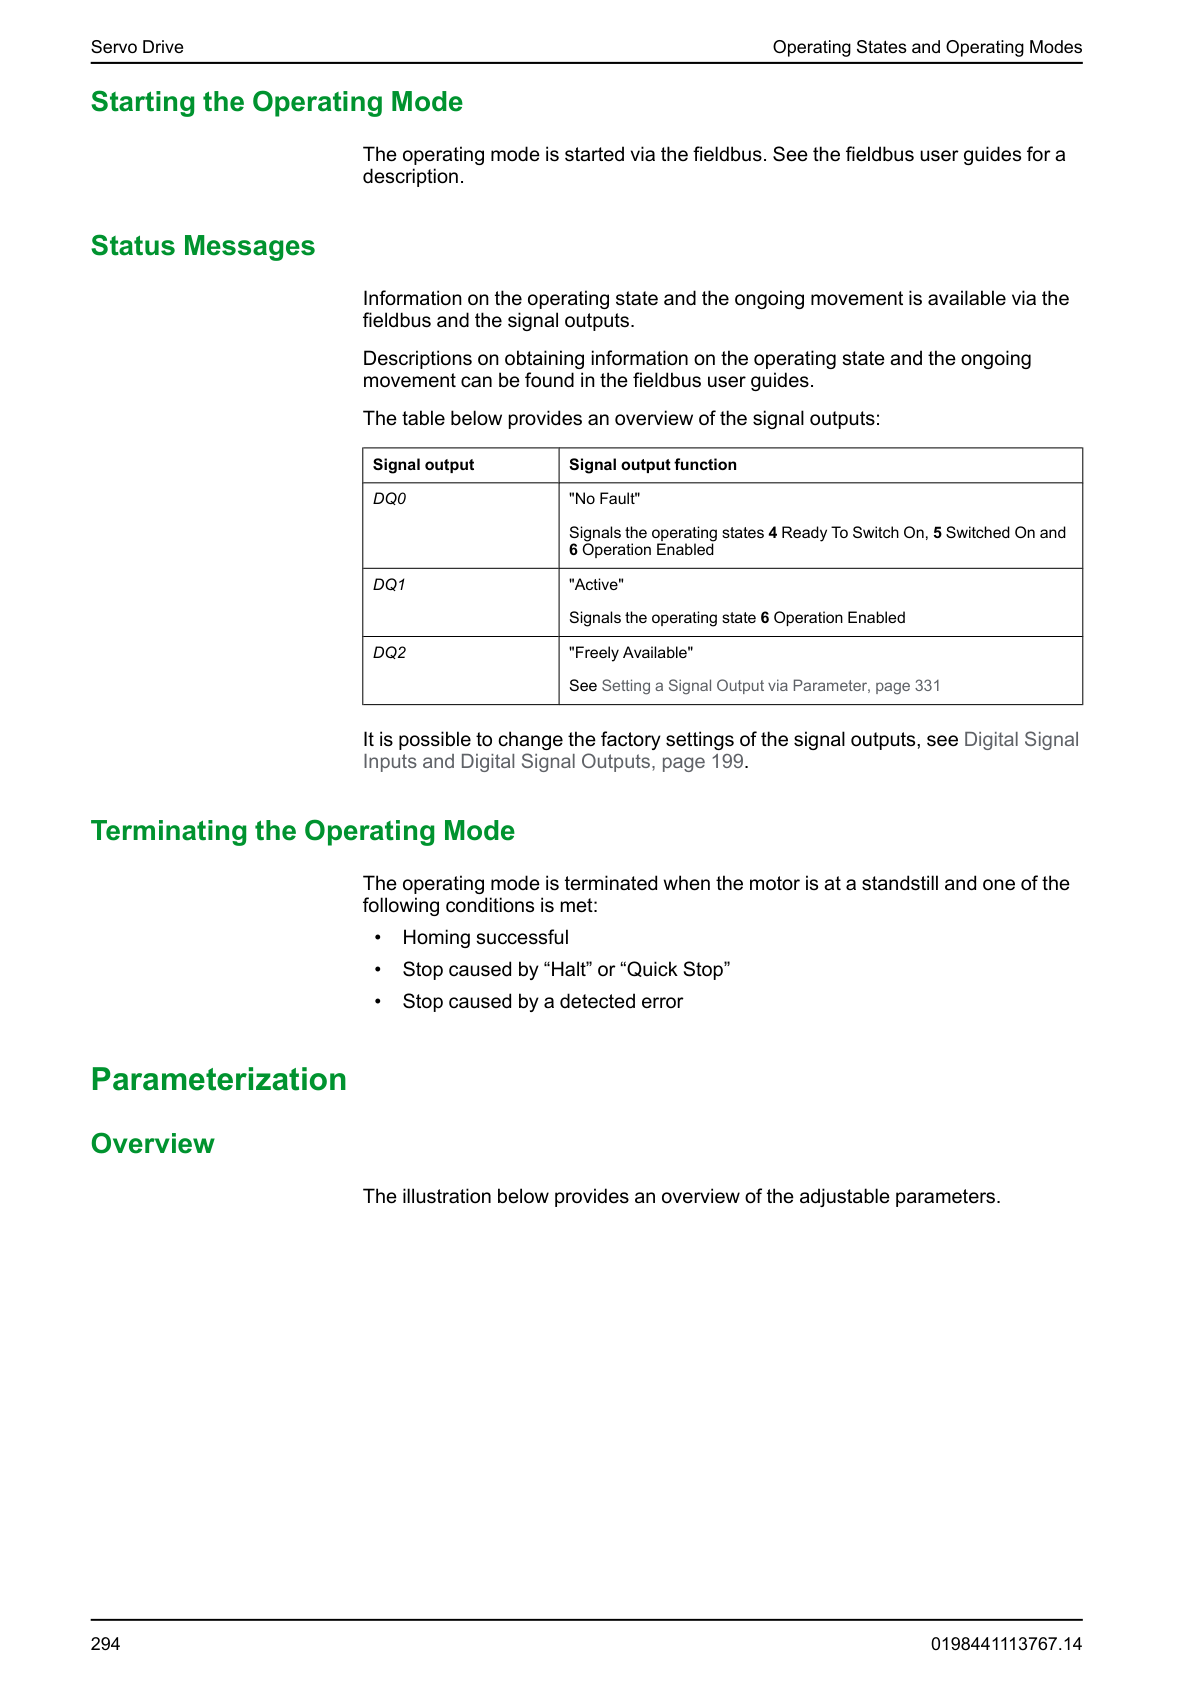 Servo Drive
Operating States and Operating Modes
Starting the Operating Mode
The operating mode is started via the fieldbus. See the fieldbus user guides for a
description.
Status Messages
Information on the operating state and the ongoing movement is available via the
fieldbus and the signal outputs.
Descriptions on obtaining information on the operating state and the ongoing
movement can be found in the fieldbus user guides.
The table below provides an overview of the signal outputs:
Signal output
Signal output function
DQ0
"No Fault"
Signals the operating states 4 Ready To Switch On, 5 Switched On and
6 Operation Enabled
DQ1
"Active"
Signals the operating state 6 Operation Enabled
DQ2
"Freely Available"
See Setting a Signal Output via Parameter, page 331
It is possible to change the factory settings of the signal outputs, see Digital Signal
Inputs and Digital Signal Outputs, page 199.
Terminating the Operating Mode
The operating mode is terminated when the motor is at a standstill and one of the
following conditions is met:
• Homing successful
• Stop caused by “Halt” or “Quick Stop”
• Stop caused by a detected error
Parameterization
Overview
The illustration below provides an overview of the adjustable parameters.
294
0198441113767.14